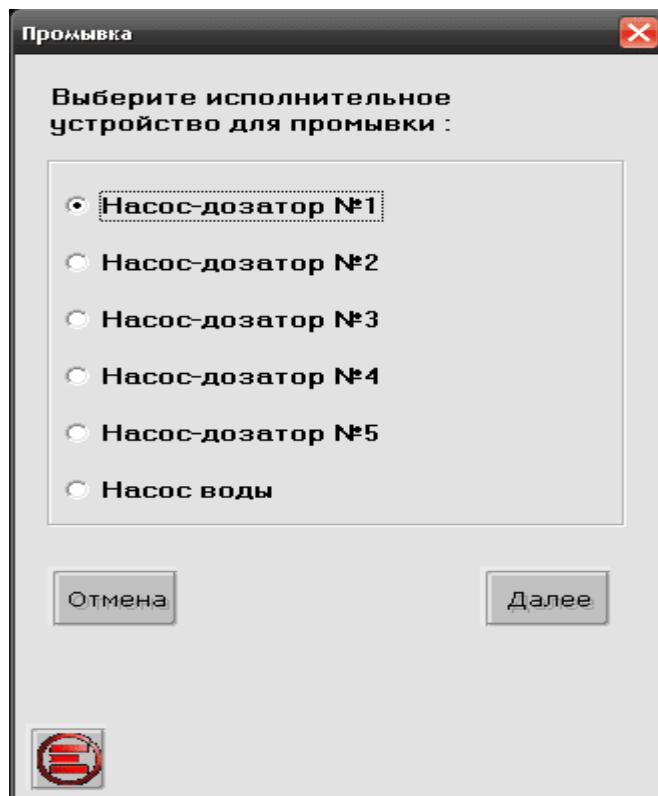 Промывка
Выберите исполнительное
устройство для промывки :
Насос-дозатор №1
Насос-дозатор №2
Насос-дозатор №3
Насос-дозатор №4
Насос-дозатор №5
Насос воды
Отмена
Далее